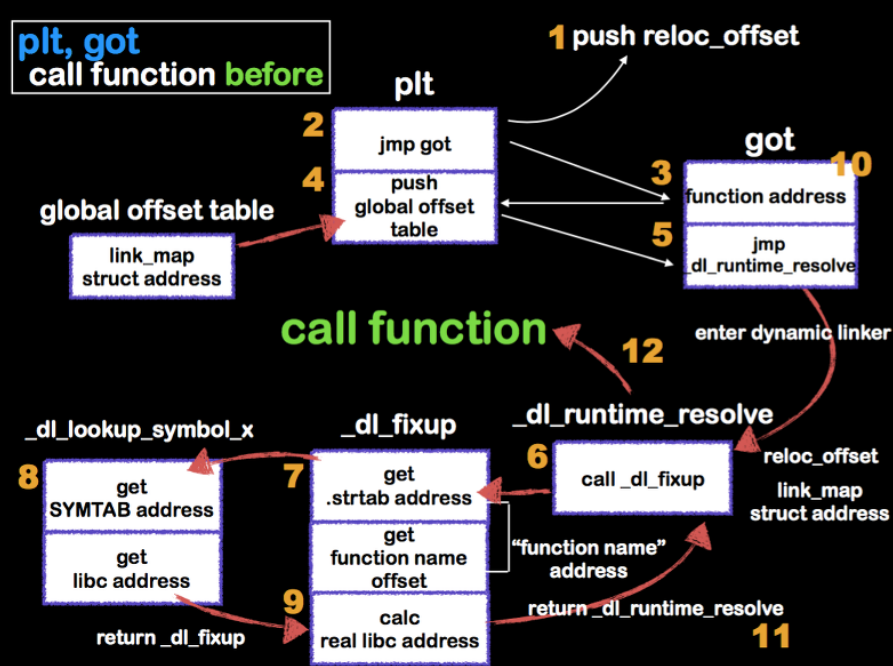 plt, got
call function before
1 push reloc_offset
plt
2
jmp got
4
push
global offset
table
got
10
3
function address
5
jmp
_dl_runtime_resolve
global offset table
link_map
struct address
call function
12
enter dynamic linker
_dl_lookup_symbol_x
8
get
SYMTAB address
get
libc address
return _dl_fixup
_dl_fixup
7
get
.strtab address
get
function name
offset
9
calc
real libc address
"function name"
address
_dl_runtime_resolve
6
call _dl_fixup
reloc_offset
link_map
struct address
return _dl_runtime_resolve
11